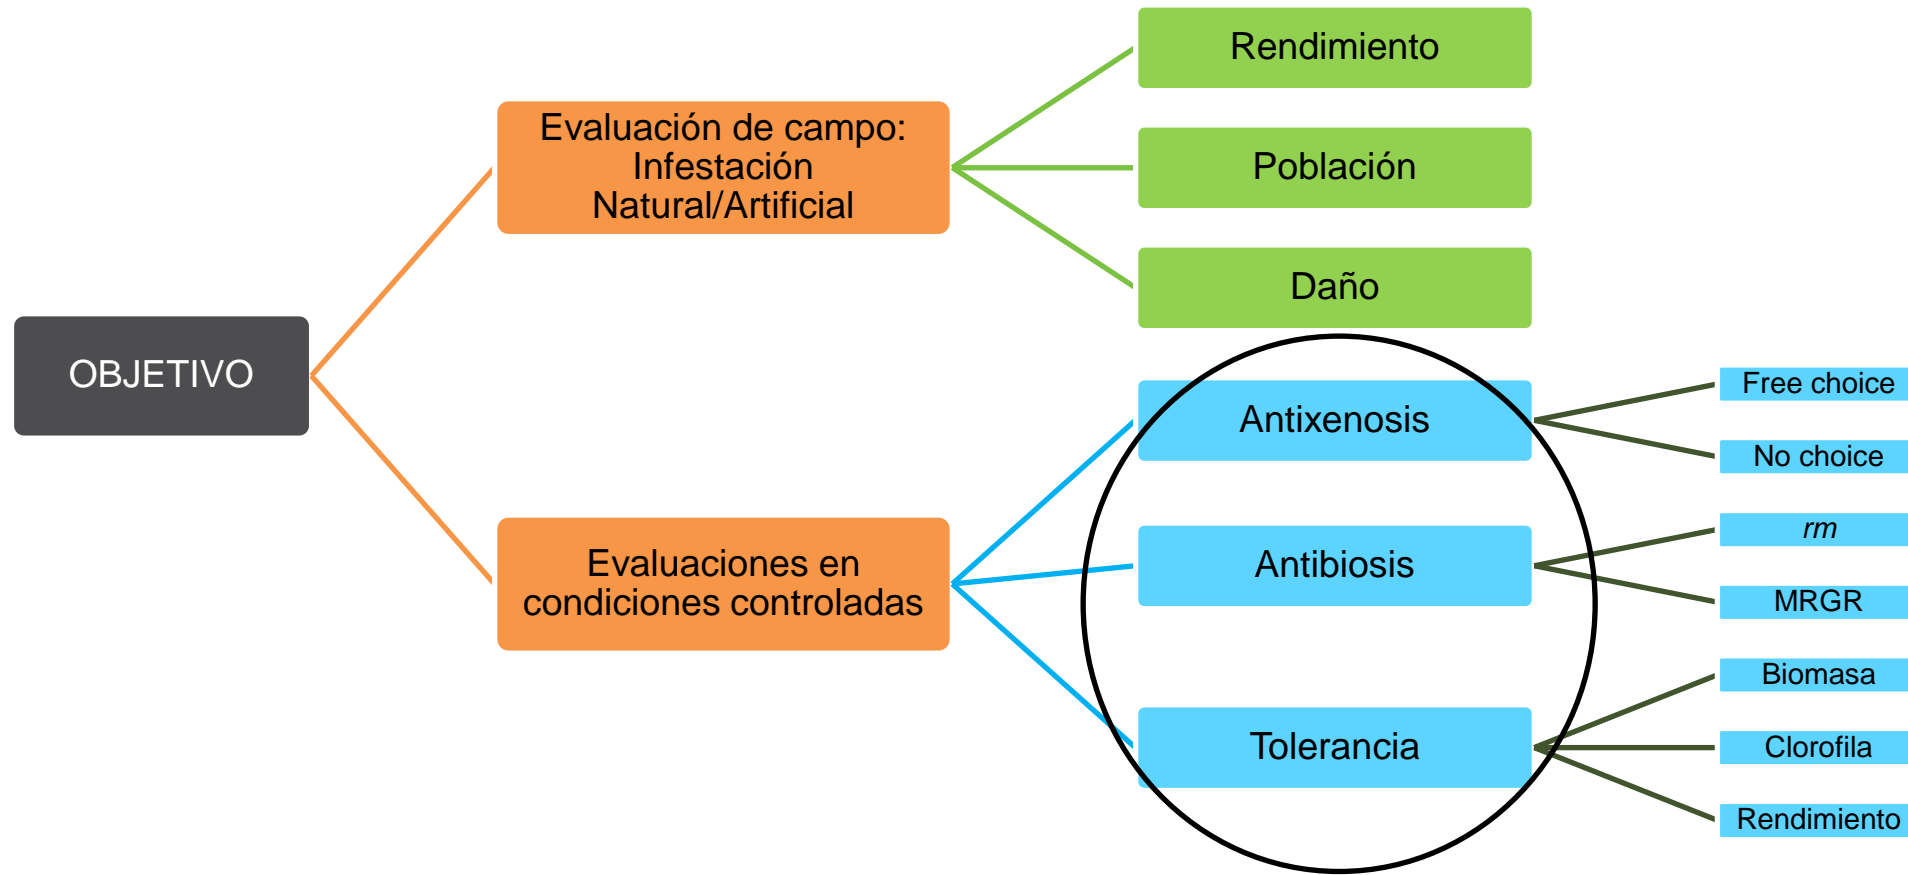 OBJETIVO
Evaluación de campo:
Infestación
Natural/Artificial
Rendimiento
Población
Daño
Evaluaciones en
condiciones controladas
Antixenosis
Free choice
No choice
Antibiosis
rm
MRGR
Tolerancia
Biomasa
Clorofila
Rendimiento